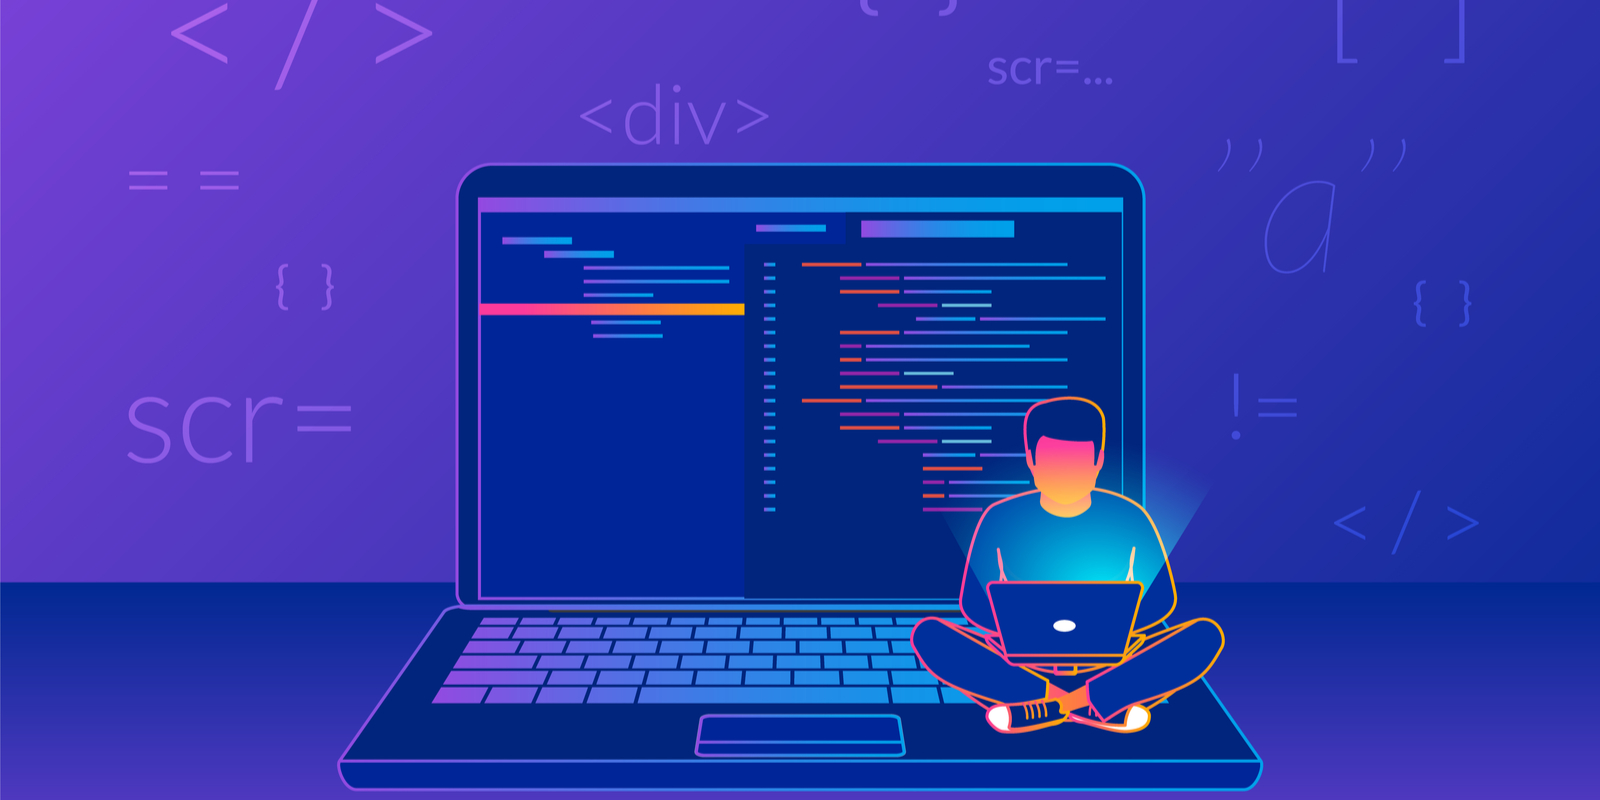 </>
{ }
[ ]
scr=...
<div>
== 
,, a ,,
{ }
{ }
!=
scr=
</>